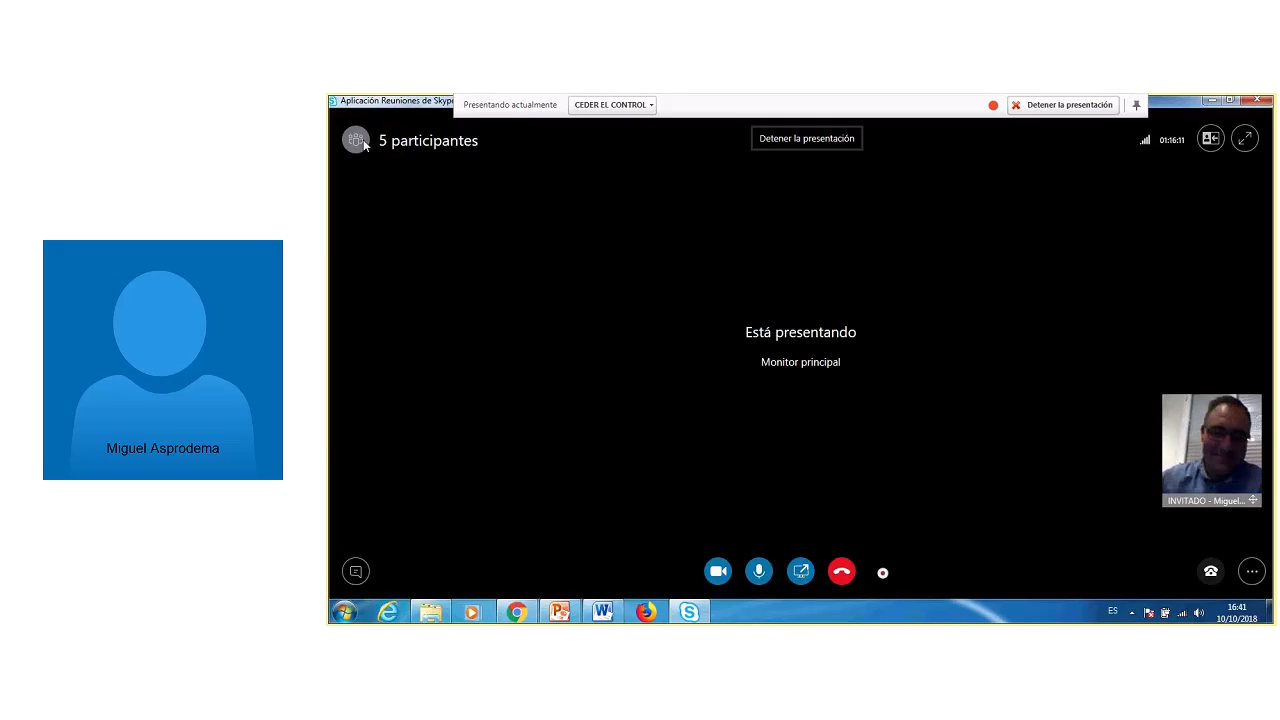 Aplicación Reuniones de Skype
Presentando actualmente
CEDER EL CONTROL
Detener la presentación
5 participantes
Detener la presentación
01:16:11
Está presentando
Monitor principal
Miguel Asprodema
INVITADO - Miguel...
ES
16:41
10/10/2018